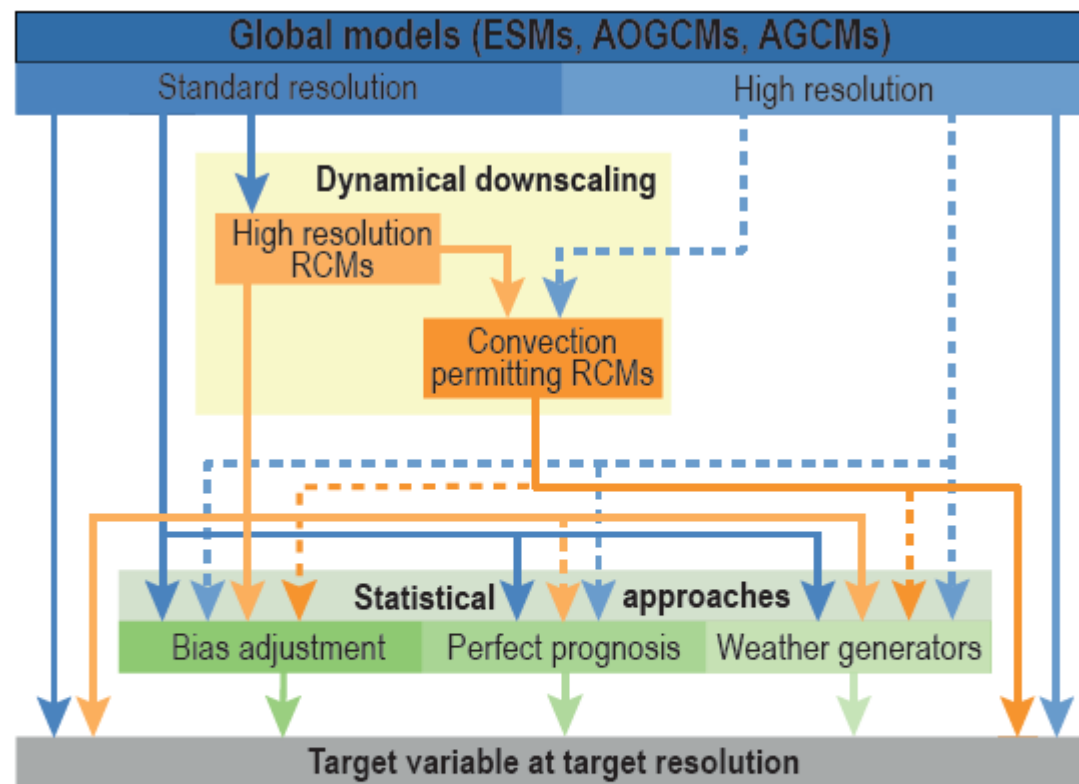 Global models (ESMs, AOGCMs, AGCMs)
Standard resolution
High resolution
Dynamical downscaling
High resolution
RCMs
Convection
permitting RCMs
Statistical approaches
Bias adjustment
Perfect prognosis
Weather generators
Target variable at target resolution